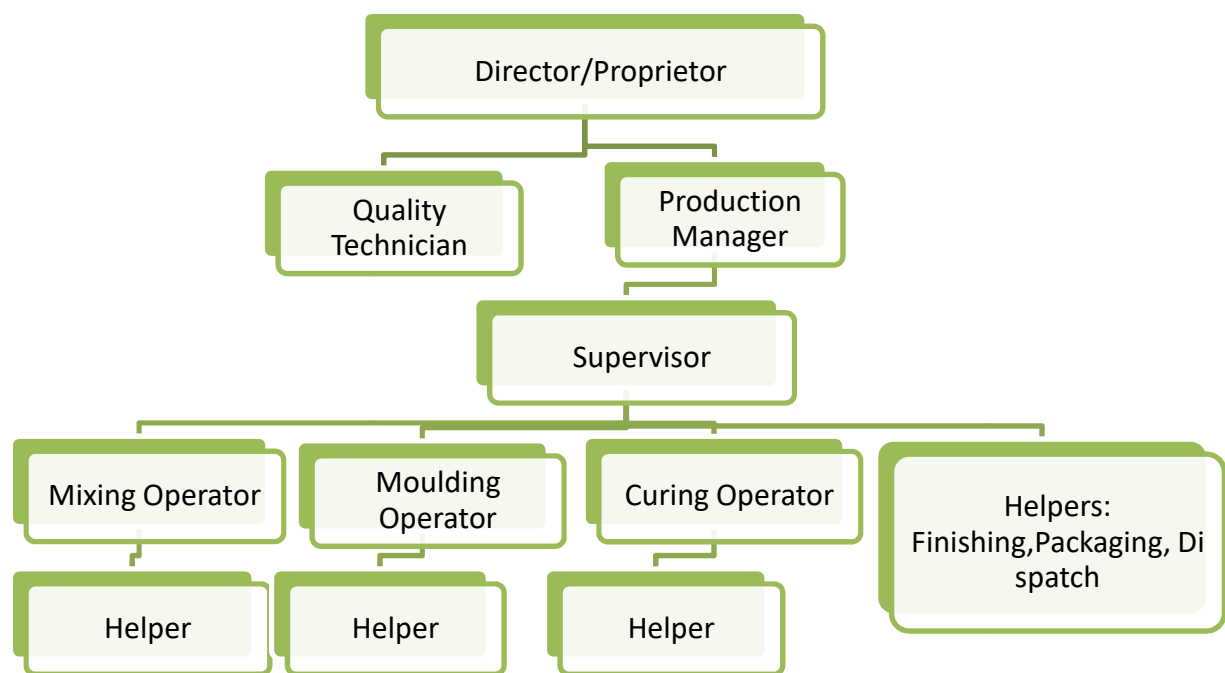 Director/Proprietor
Quality
Technician
Production
Manager
Supervisor
Mixing Operator
Moulding
Operator
Curing Operator
Helpers:
Finishing,Packaging, Di
spatch
Helper
Helper
Helper